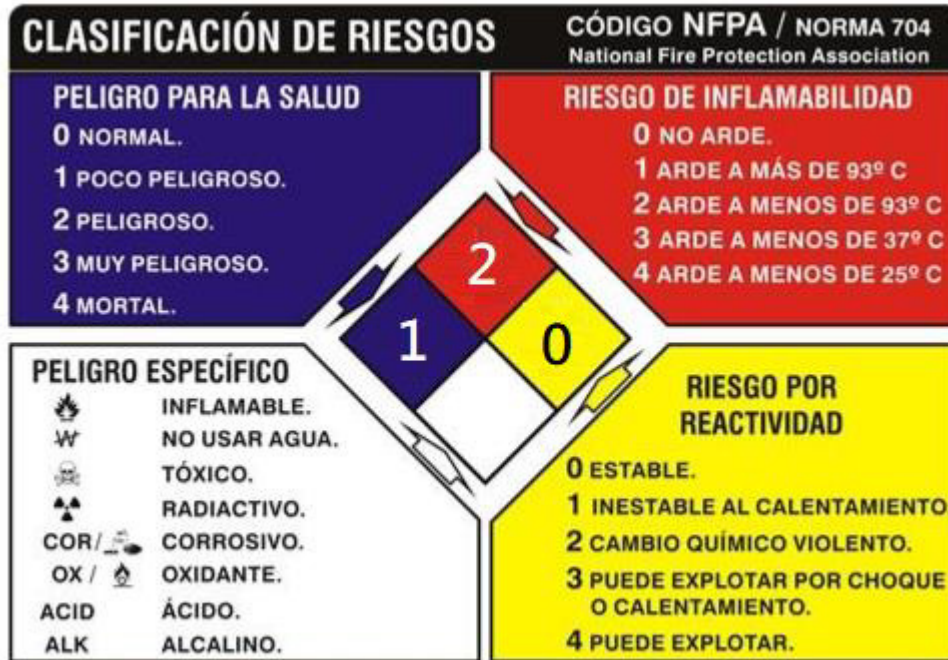 CLASIFICACIÓN DE RIESGOS
CÓDIGO NFPA / NORMA 704
National Fire Protection Association
PELIGRO PARA LA SALUD
0 NORMAL.
1 POCO PELIGROSO.
2 PELIGROSO.
3 MUY PELIGROSO.
4 MORTAL.
RIESGO DE INFLAMABILIDAD
0 NO ARDE.
1 ARDE A MÁS DE 93º C
2 ARDE A MENOS DE 93º C
3 ARDE A MENOS DE 37º C
4 ARDE A MENOS DE 25º C
2
1
0
PELIGRO ESPECÍFICO
INFLAMABLE.
W NO USAR AGUA.
TÓXICO.
RADIACTIVO.
COR/ CORROSIVO.
OX / OXIDANTE.
ACID ÁCIDO.
ALK ALCALINO.
RIESGO POR
REACTIVIDAD
0 ESTABLE.
1 INESTABLE AL CALENTAMIENTO
2 CAMBIO QUÍMICO VIOLENTO.
3 PUEDE EXPLOTAR POR CHOQUE
O CALENTAMIENTO.
4 PUEDE EXPLOTAR.